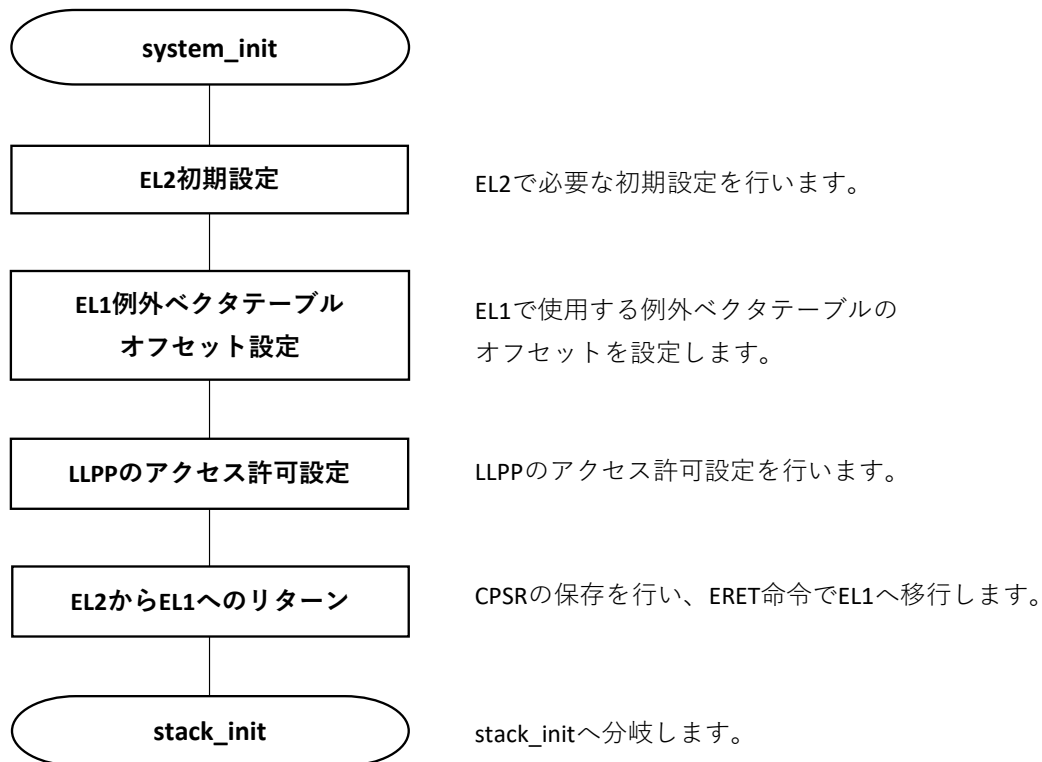 system_init
EL2初期設定
EL2で必要な初期設定を行います。
EL1例外ベクタテーブル
オフセット設定
EL1で使用する例外ベクタテーブルの
オフセットを設定します。
LLPPのアクセス許可設定
LLPPのアクセス許可設定を行います。
EL2からEL1へのリターン
CPSRの保存を行い、ERET命令でEL1へ移行します。
stack_init
stack_initへ分岐します。